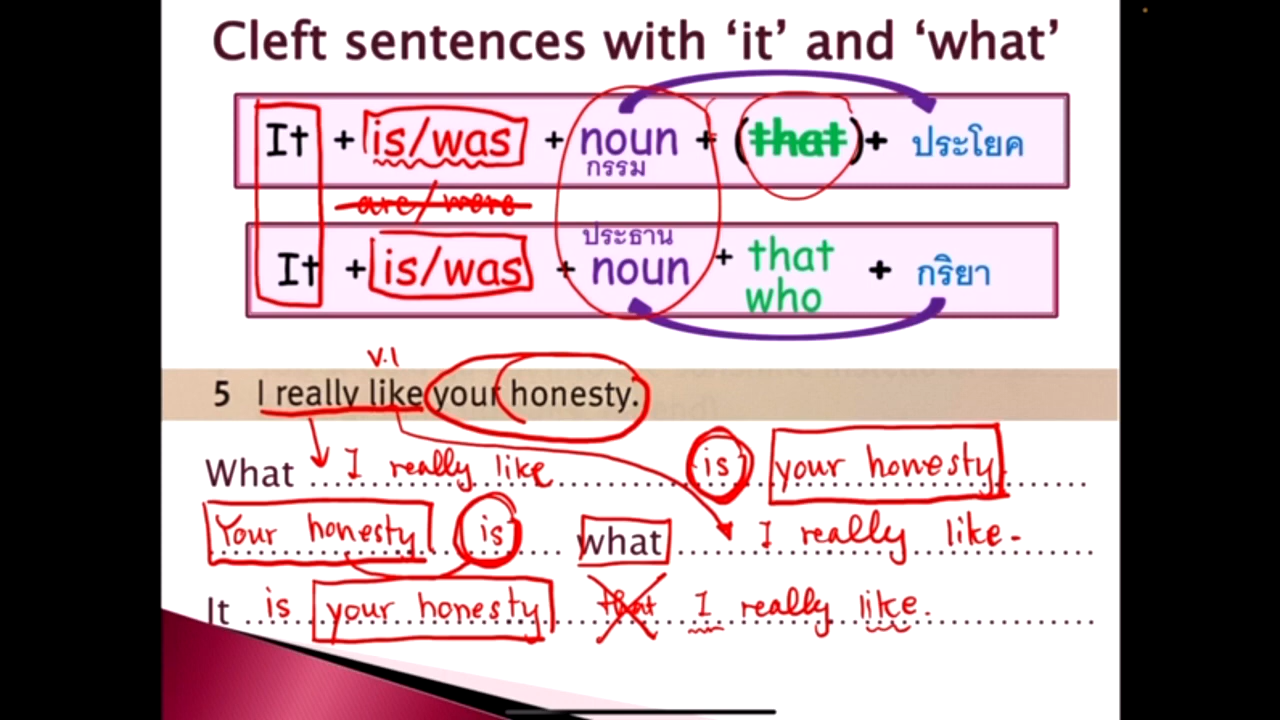 Cleft sentences with ‘it’ and ‘what’
It + is/was + noun + (that)+ ประโยค
กรรม
are/were
ประธาน
It + is/was + noun + that + กริยา
who
v.1
5 I really like your honesty.
What I really like is your honesty.
Your honesty is what I really like.
It is your honesty that I really like.